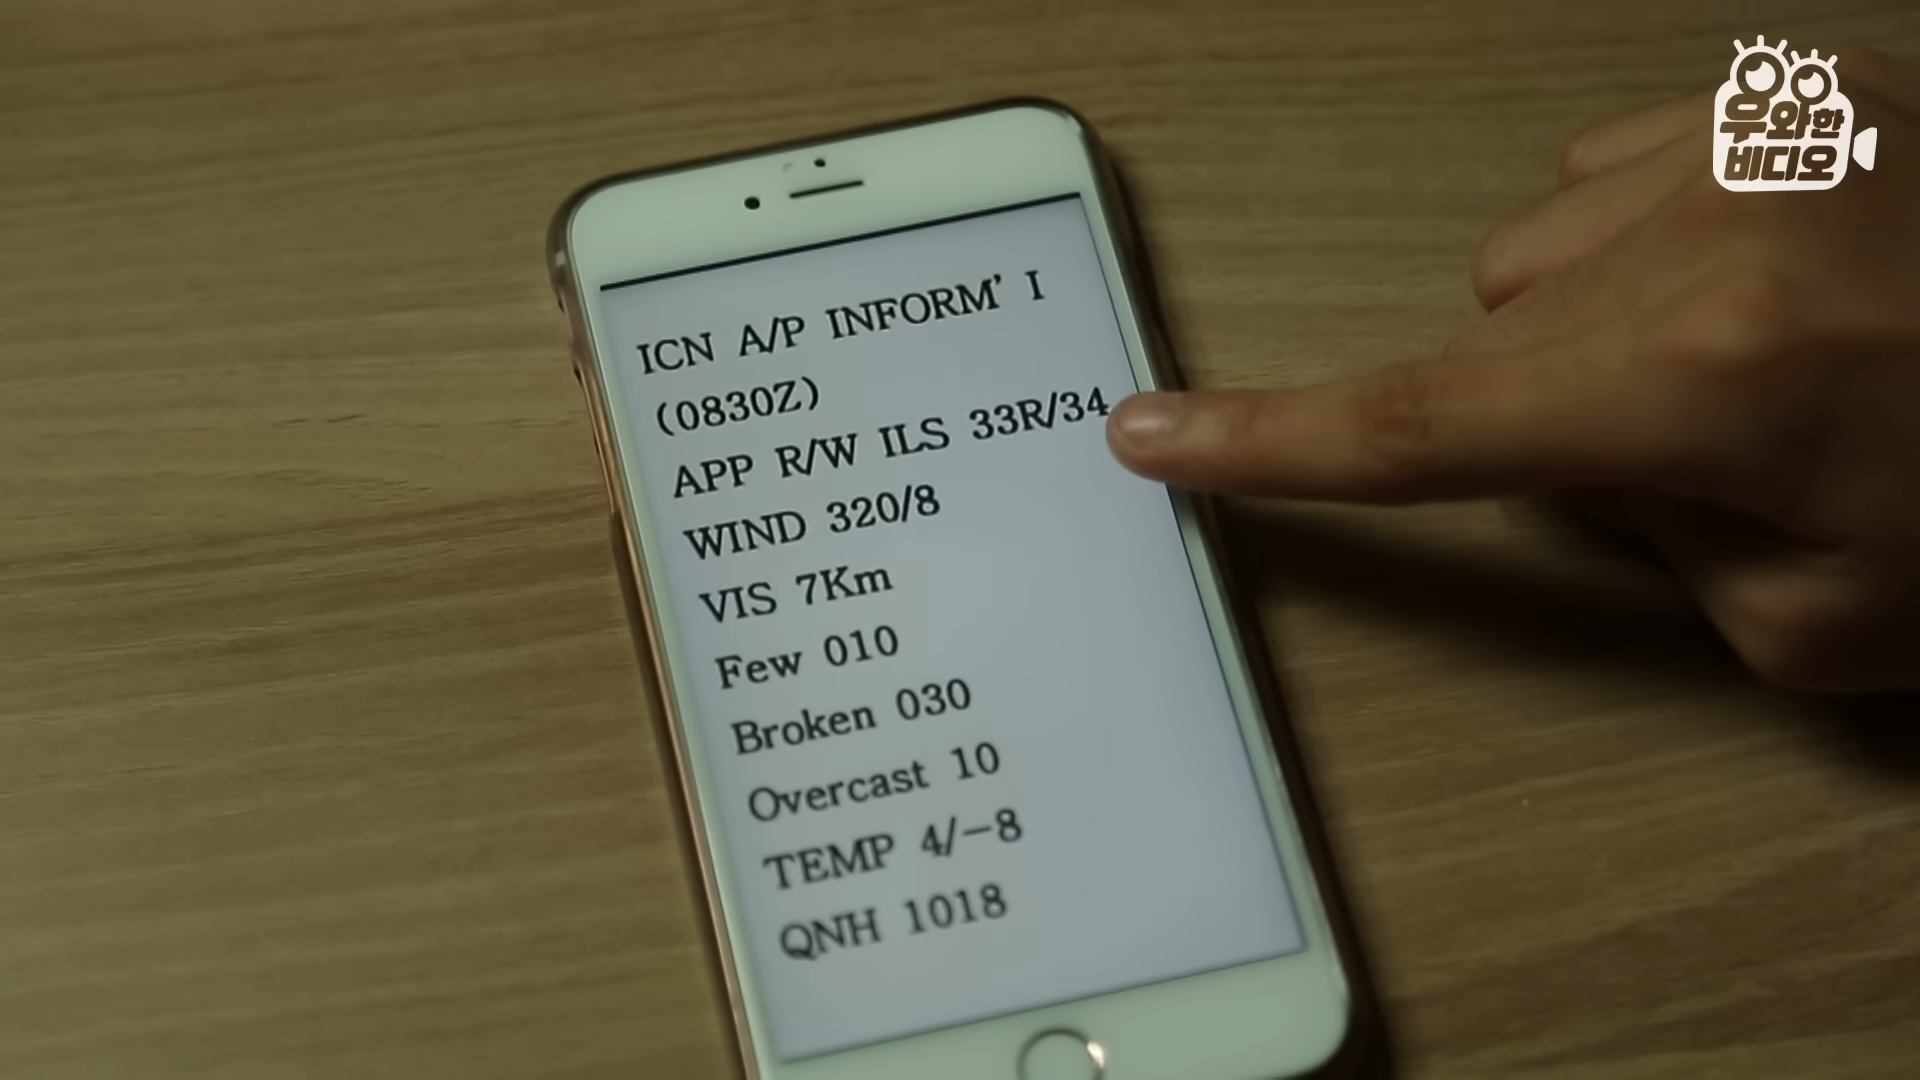 우와한
비디오
ICN A/P INFORM' I
(0830Z)
APP R/W ILS 33R/34
WIND 320/8
VIS 7Km
Few 010
Broken 030
Overcast 10
TEMP 4/-8
QNH 1018